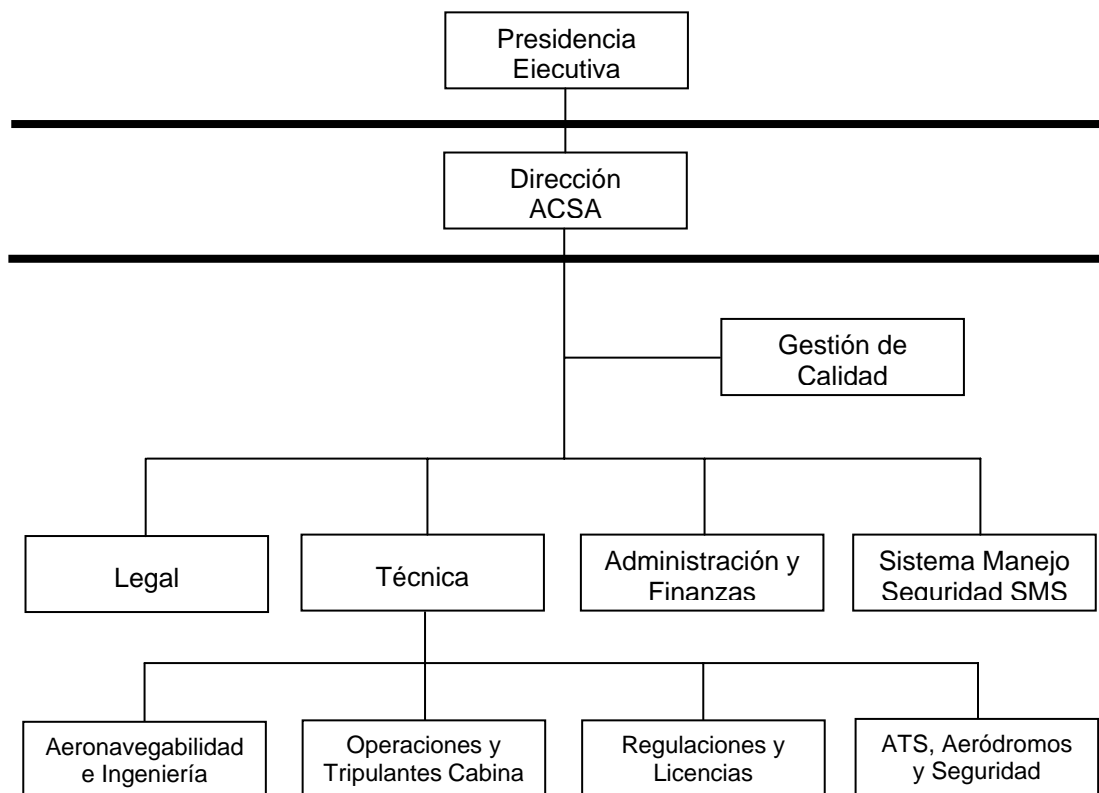 Presidencia
Ejecutiva
Dirección
ACSA
Gestión de
Calidad
Legal
Técnica
Administración y
Finanzas
Sistema Manejo
Seguridad SMS
Aeronavegabilidad
e Ingeniería
Operaciones y
Tripulantes Cabina
Regulaciones y
Licencias
ATS, Aeródromos
y Seguridad